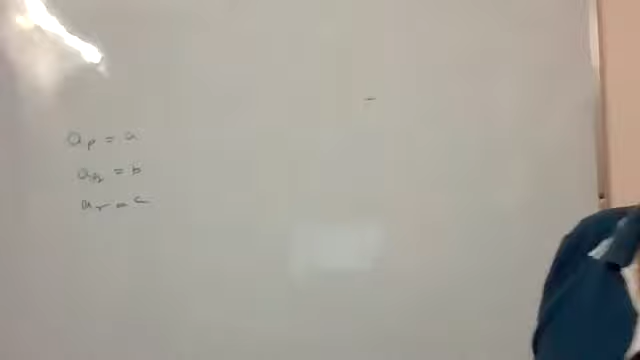 a_p = a
a_q = b
a_r = c